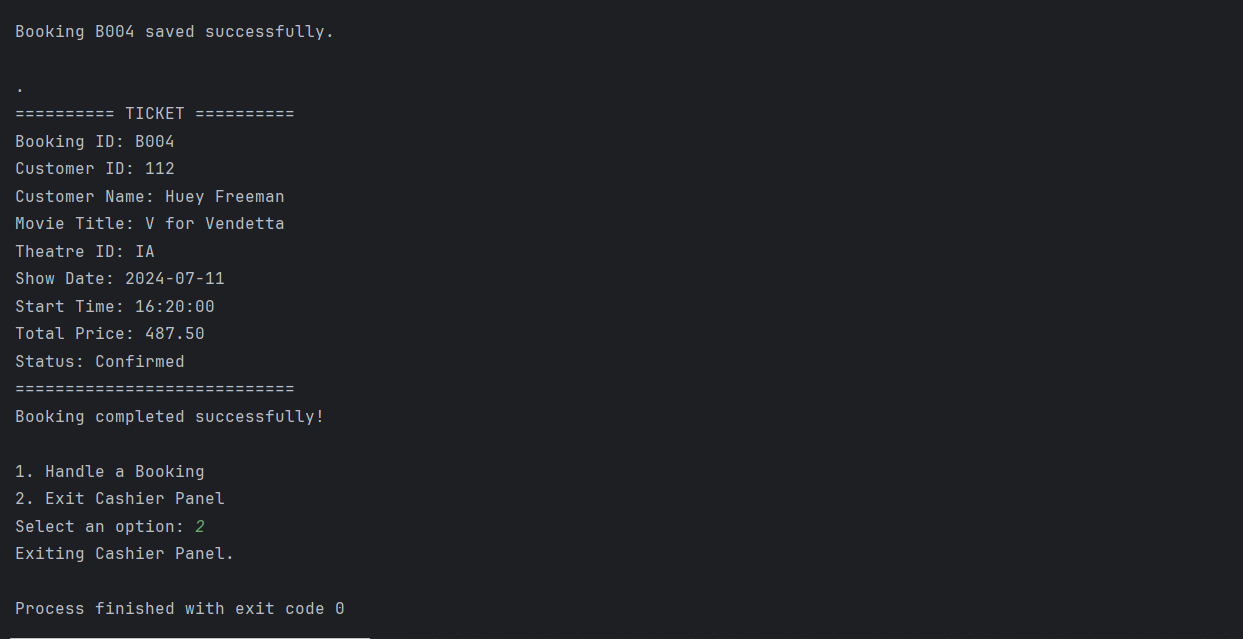 Booking B004 saved successfully.
.
========== TICKET ==========
Booking ID: B004
Customer ID: 112
Customer Name: Huey Freeman
Movie Title: V for Vendetta
Theatre ID: IA
Show Date: 2024-07-11
Start Time: 16:20:00
Total Price: 487.50
Status: Confirmed
============================
Booking completed successfully!
1. Handle a Booking
2. Exit Cashier Panel
Select an option: 2
Exiting Cashier Panel.
Process finished with exit code 0